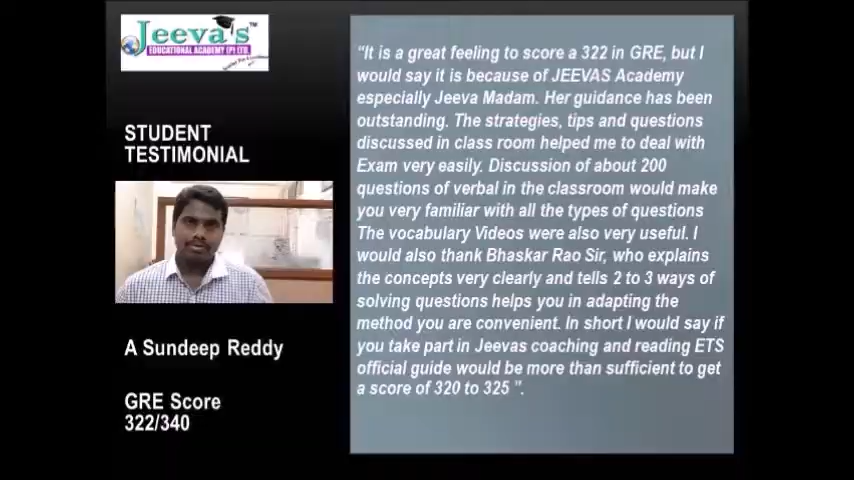 Jeeva's TM
EDUCATIONAL ACADEMY (P) LTD.
STUDENT
TESTIMONIAL
A Sundeep Reddy
GRE Score
322/340
"It is a great feeling to score a 322 in GRE, but I
would say it is because of JEEVAS Academy
especially Jeeva Madam. Her guidance has been
outstanding. The strategies, tips and questions
discussed in class room helped me to deal with
Exam very easily. Discussion of about 200
questions of verbal in the classroom would make
you very familiar with all the types of questions
The vocabulary Videos were also very useful. I
would also thank Bhaskar Rao Sir, who explains
the concepts very clearly and tells 2 to 3 ways of
solving questions helps you in adapting the
method you are convenient. In short I would say if
you take part in Jeevas coaching and reading ETS
official guide would be more than sufficient to get
a score of 320 to 325 ".